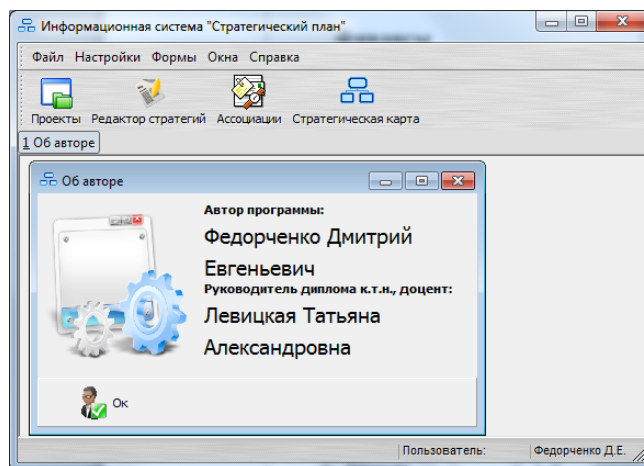 Информационная система "Стратегический план"
Файл Настройки Формы Окна Справка
Проекты Редактор стратегий Ассоциации Стратегическая карта
1 Об авторе
Об авторе
Автор программы:
Федорченко Дмитрий
Евгеньевич
Руководитель диплома к.т.н., доцент:
Левицкая Татьяна
Александровна
Ок
Пользователь: Федорченко Д.Е.